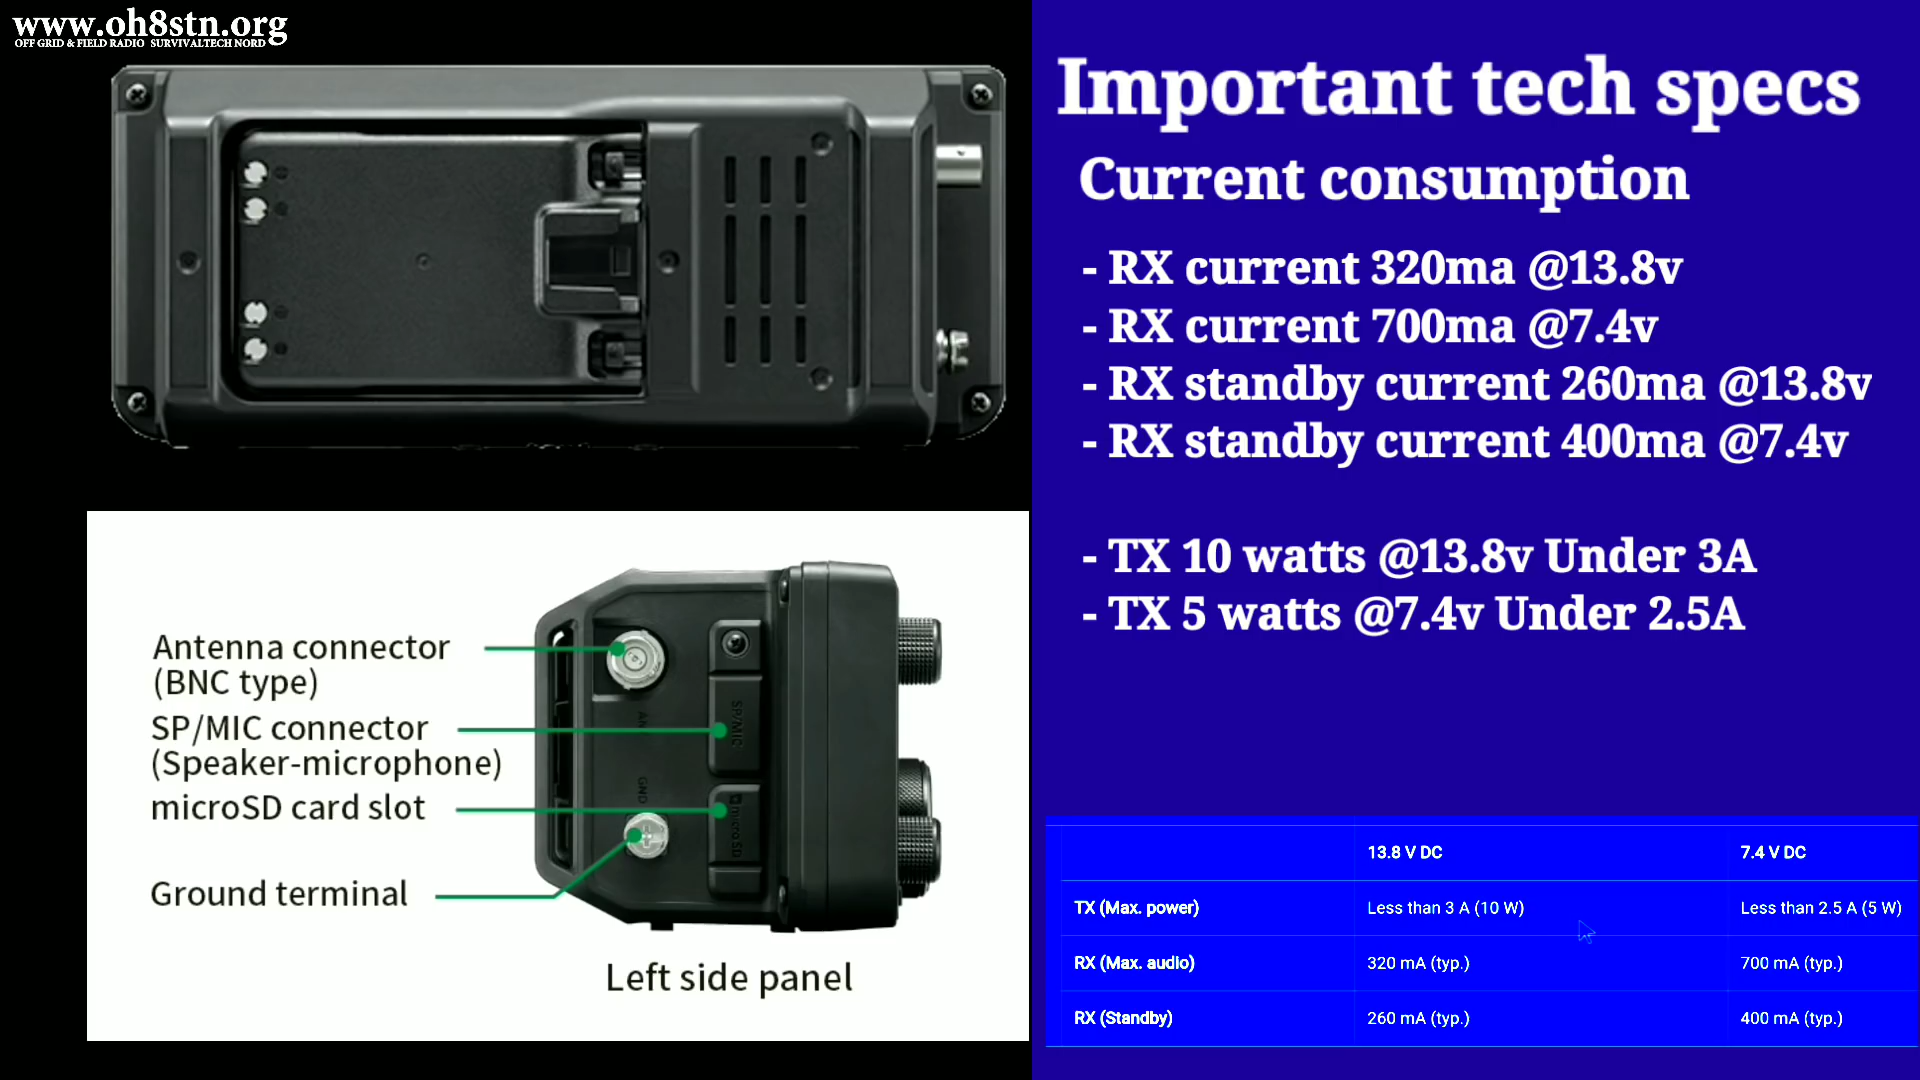 www.oh8stn.org
OFF GRID & FIELD RADIO SURVIVALTECH NORD
Important tech specs
Current consumption
- RX current 320ma @13.8v
- RX current 700ma @7.4v
- RX standby current 260ma @13.8v
- RX standby current 400ma @7.4v
- TX 10 watts @13.8v Under 3A
- TX 5 watts @7.4v Under 2.5A
Antenna connector
(BNC type)
SP/MIC connector
(Speaker-microphone)
microSD card slot
Ground terminal
SP/MIC
GND
microSD
Left side panel
13.8 V DC 7.4 V DC
TX (Max. power) Less than 3 A (10 W) Less than 2.5 A (5 W)
RX (Max. audio) 320 mA (typ.) 700 mA (typ.)
RX (Standby) 260 mA (typ.) 400 mA (typ.)